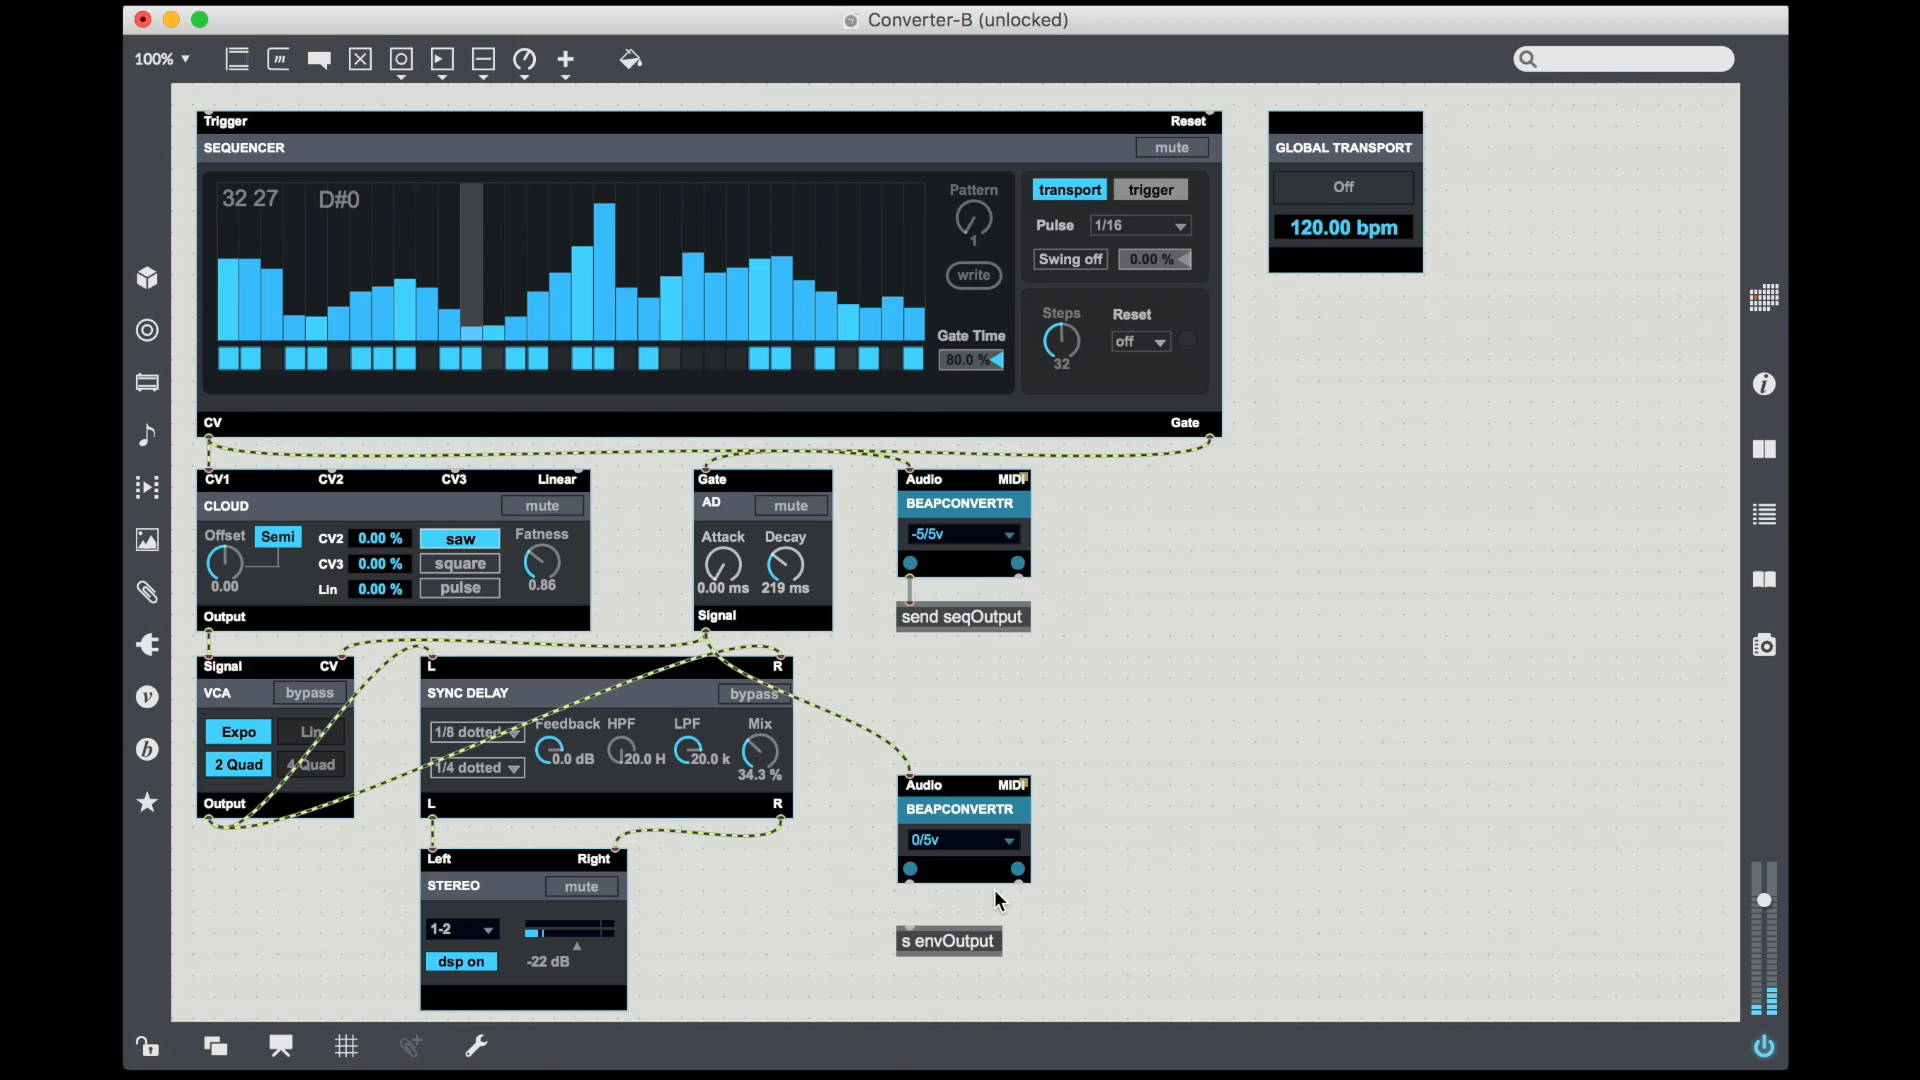 Converter-B (unlocked)
100%
m
Trigger
Reset
SEQUENCER
mute
GLOBAL TRANSPORT
32 27
D#0
Pattern
1
write
Gate TIme
80.0 %
transport
trigger
Pulse
1/16
Swing off
0.00 %
Steps
32
Reset
off
Off
120.00 bpm
CV
Gate
CV1
CV2
CV3
Linear
CLOUD
mute
Offset
Semi
0.00
CV2
0.00 %
CV3
0.00 %
Lin
0.00 %
saw
square
pulse
Fatness
0.86
Output
Gate
AD
mute
Attack
Decay
0.00 ms
219 ms
Signal
Audio
MIDI
BEAPCONVERTR
-5/5v
send seqOutput
Signal
CV
VCA
bypass
Expo
Lin
2 Quad
4 Quad
Output
L
R
SYNC DELAY
bypass
1/8 dotted
1/4 dotted
Feedback
0.0 dB
HPF
20.0 H
LPF
20.0 k
Mix
34.3 %
L
R
Audio
MIDI
BEAPCONVERTR
0/5v
s envOutput
Left
Right
STEREO
mute
1-2
dsp on
-22 dB
i
v
b